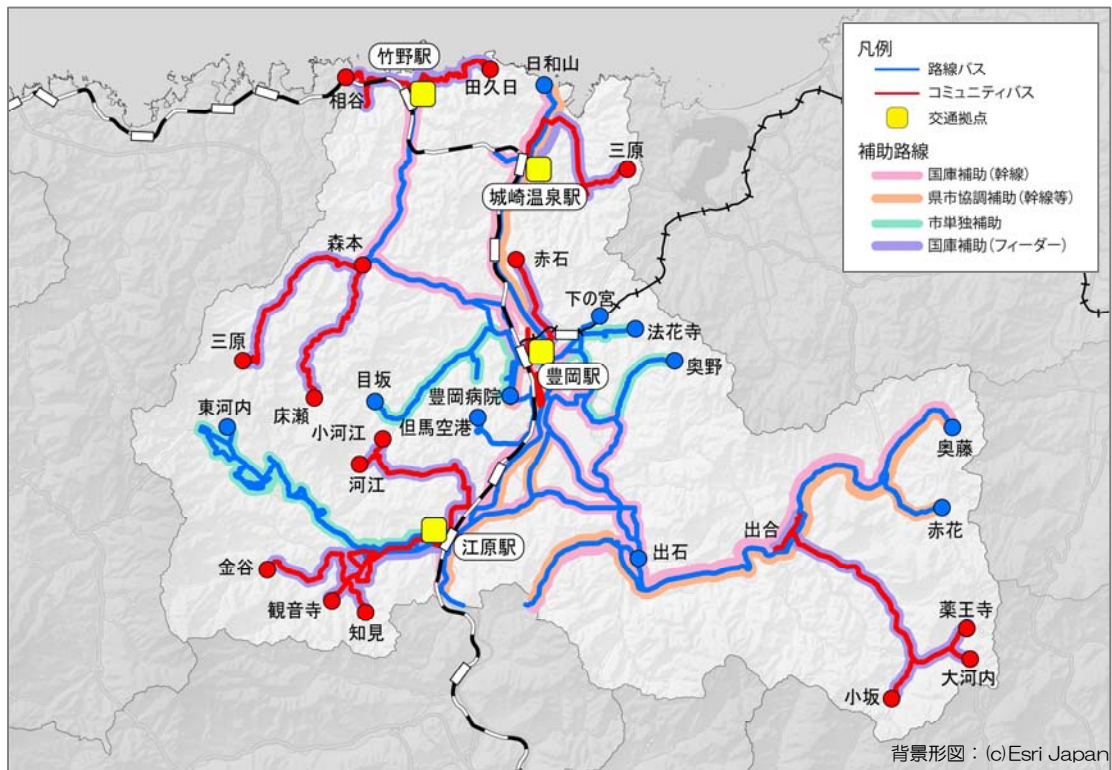 竹野駅
日和山
田久日
相谷
三原
城崎温泉駅
森本
赤石
下の宮
法花寺
三原
奥野
豊岡駅
目坂
豊岡病院
床瀬
東河内
小河江
但馬空港
河江
奥藤
赤花
出合
江原駅
出石
金谷
観音寺
知見
薬王寺
大河内
小坂
凡例
路線バス
コミュニティバス
交通拠点
補助路線
国庫補助(幹線)
県市協調補助(幹線等)
市単独補助
国庫補助(フィーダー)
背景形図：(c)Esri Japan